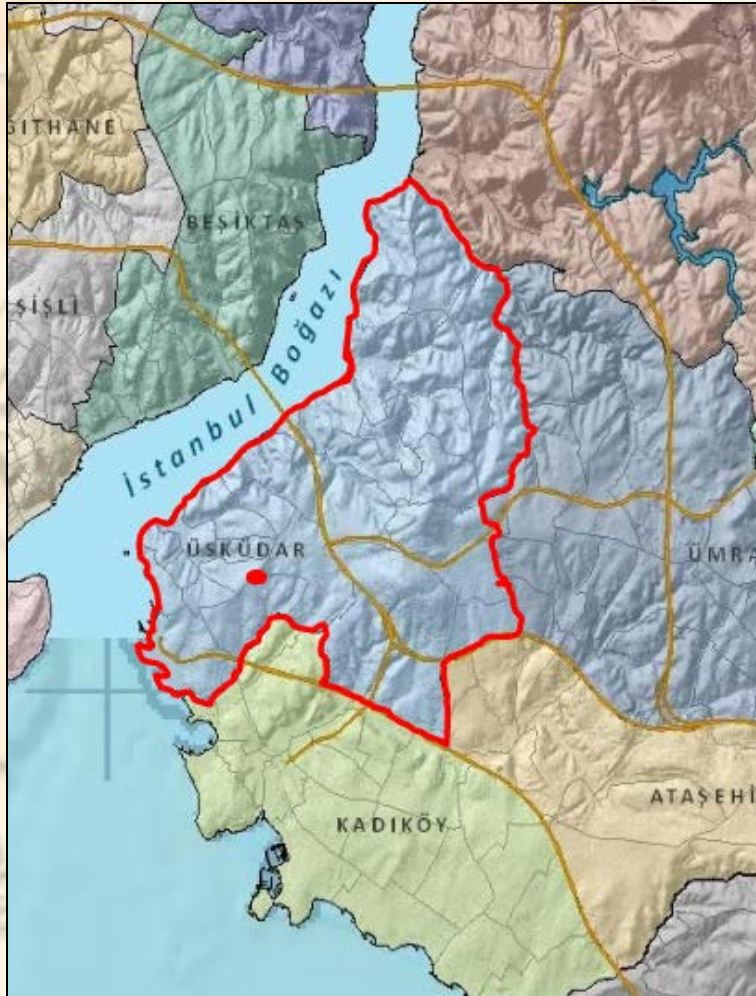 GITHANE
BEŞİKTAŞ
ŞİŞLİ
İstanbul Boğazı
ÜSKÜDAR
ÜMRA
ATAŞEHİ
KADIKÖY